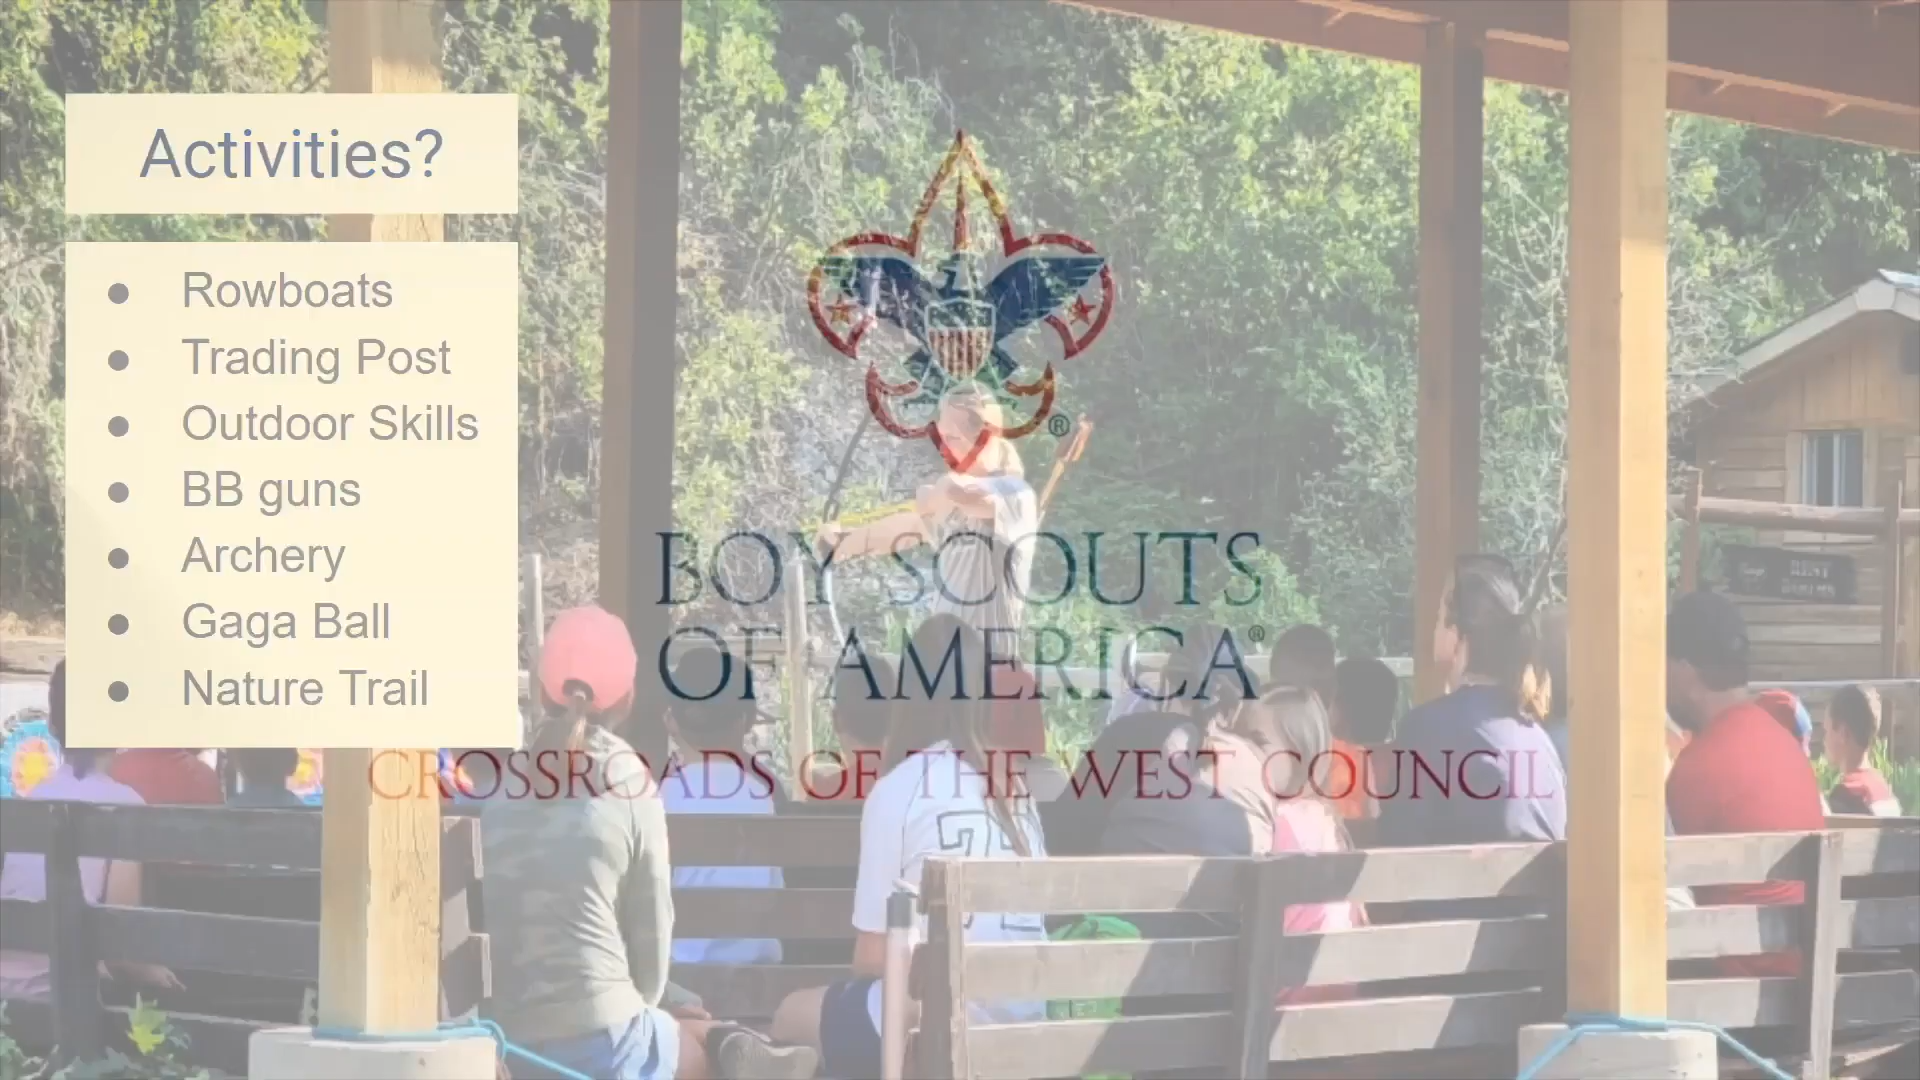 Activities?
● Rowboats
● Trading Post
● Outdoor Skills
● BB guns
● Archery
● Gaga Ball
● Nature Trail
®
BOY SCOUTS
OF AMERICA®
CROSSROADS OF THE WEST COUNCIL